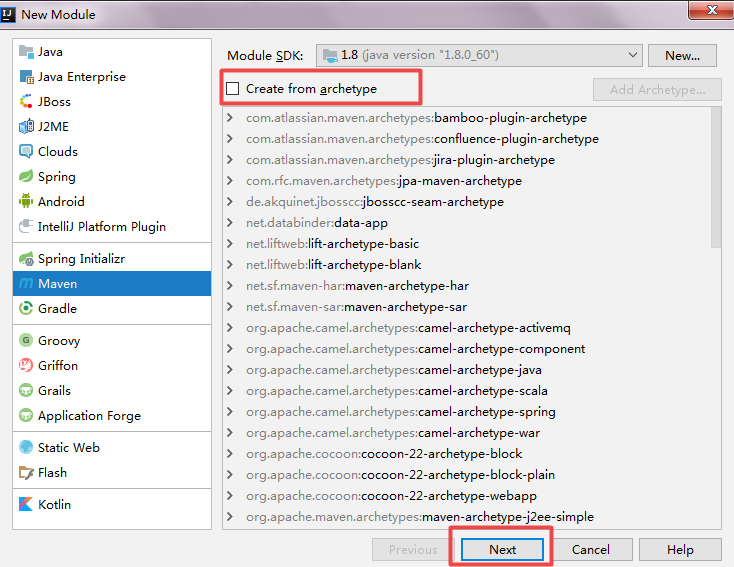 New Module
Java
Java Enterprise
JBoss
J2ME
Clouds
Spring
Android
IntelliJ Platform Plugin
Spring Initializr
Maven
Gradle
Groovy
Griffon
Grails
Application Forge
Static Web
Flash
Kotlin
Module SDK: 1.8 (java version "1.8.0_60") New...
Create from archetype Add Archetype...
com.atlassian.maven.archetypes:bamboo-plugin-archetype
com.atlassian.maven.archetypes:confluence-plugin-archetype
com.atlassian.maven.archetypes:jira-plugin-archetype
com.rfc.maven.archetypes:jpa-maven-archetype
de.akquinet.jbosscc:jbosscc-seam-archetype
net.databinder:data-app
net.liftweb:lift-archetype-basic
net.liftweb:lift-archetype-blank
net.sf.maven-har:maven-archetype-har
net.sf.maven-sar:maven-archetype-sar
org.apache.camel.archetypes:camel-archetype-activemq
org.apache.camel.archetypes:camel-archetype-component
org.apache.camel.archetypes:camel-archetype-java
org.apache.camel.archetypes:camel-archetype-scala
org.apache.camel.archetypes:camel-archetype-spring
org.apache.camel.archetypes:camel-archetype-war
org.apache.cocoon:cocoon-22-archetype-block
org.apache.cocoon:cocoon-22-archetype-block-plain
org.apache.cocoon:cocoon-22-archetype-webapp
org.apache.maven.archetypes:maven-archetype-j2ee-simple
Previous Next Cancel Help